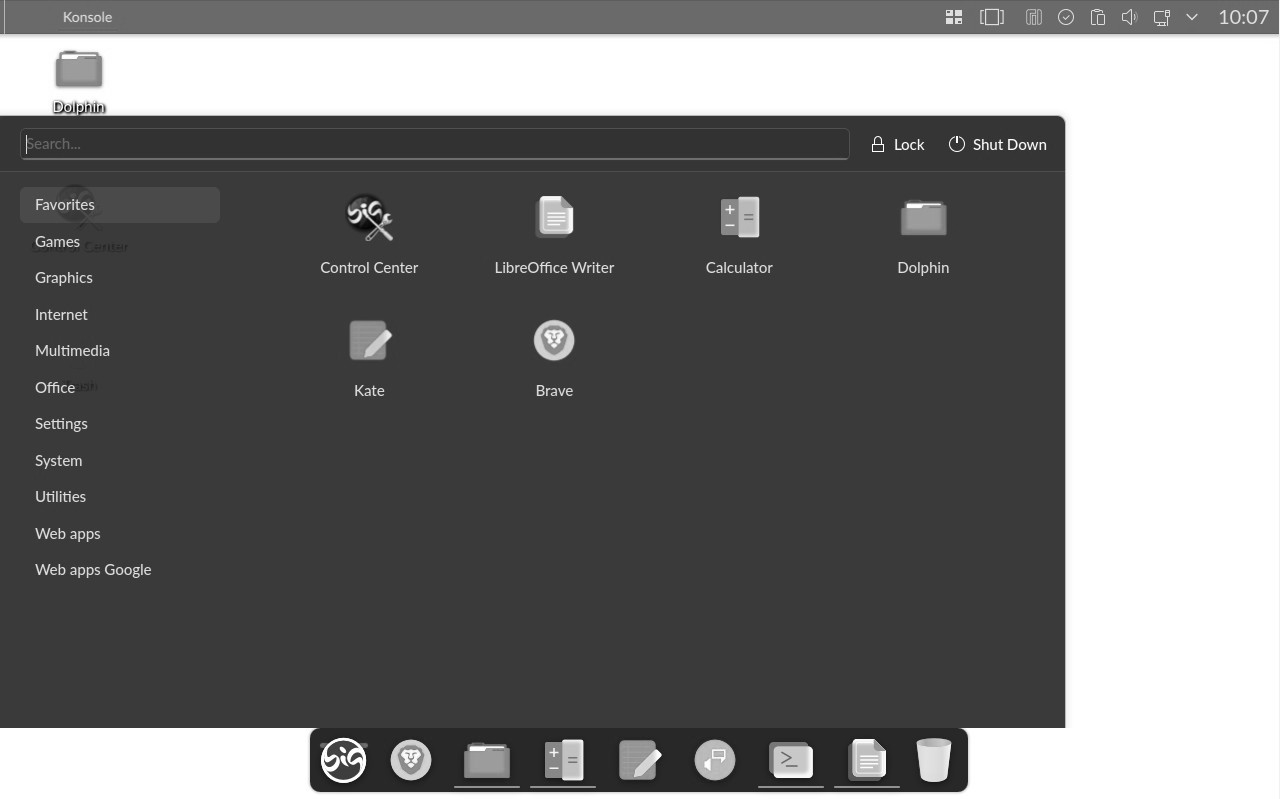 Konsole
10:07
Dolphin
Search...
Lock
Shut Down
Favorites
Games
Graphics
Internet
Multimedia
Office
Settings
System
Utilities
Web apps
Web apps Google
Control Center
LibreOffice Writer
Calculator
Dolphin
Kate
Brave